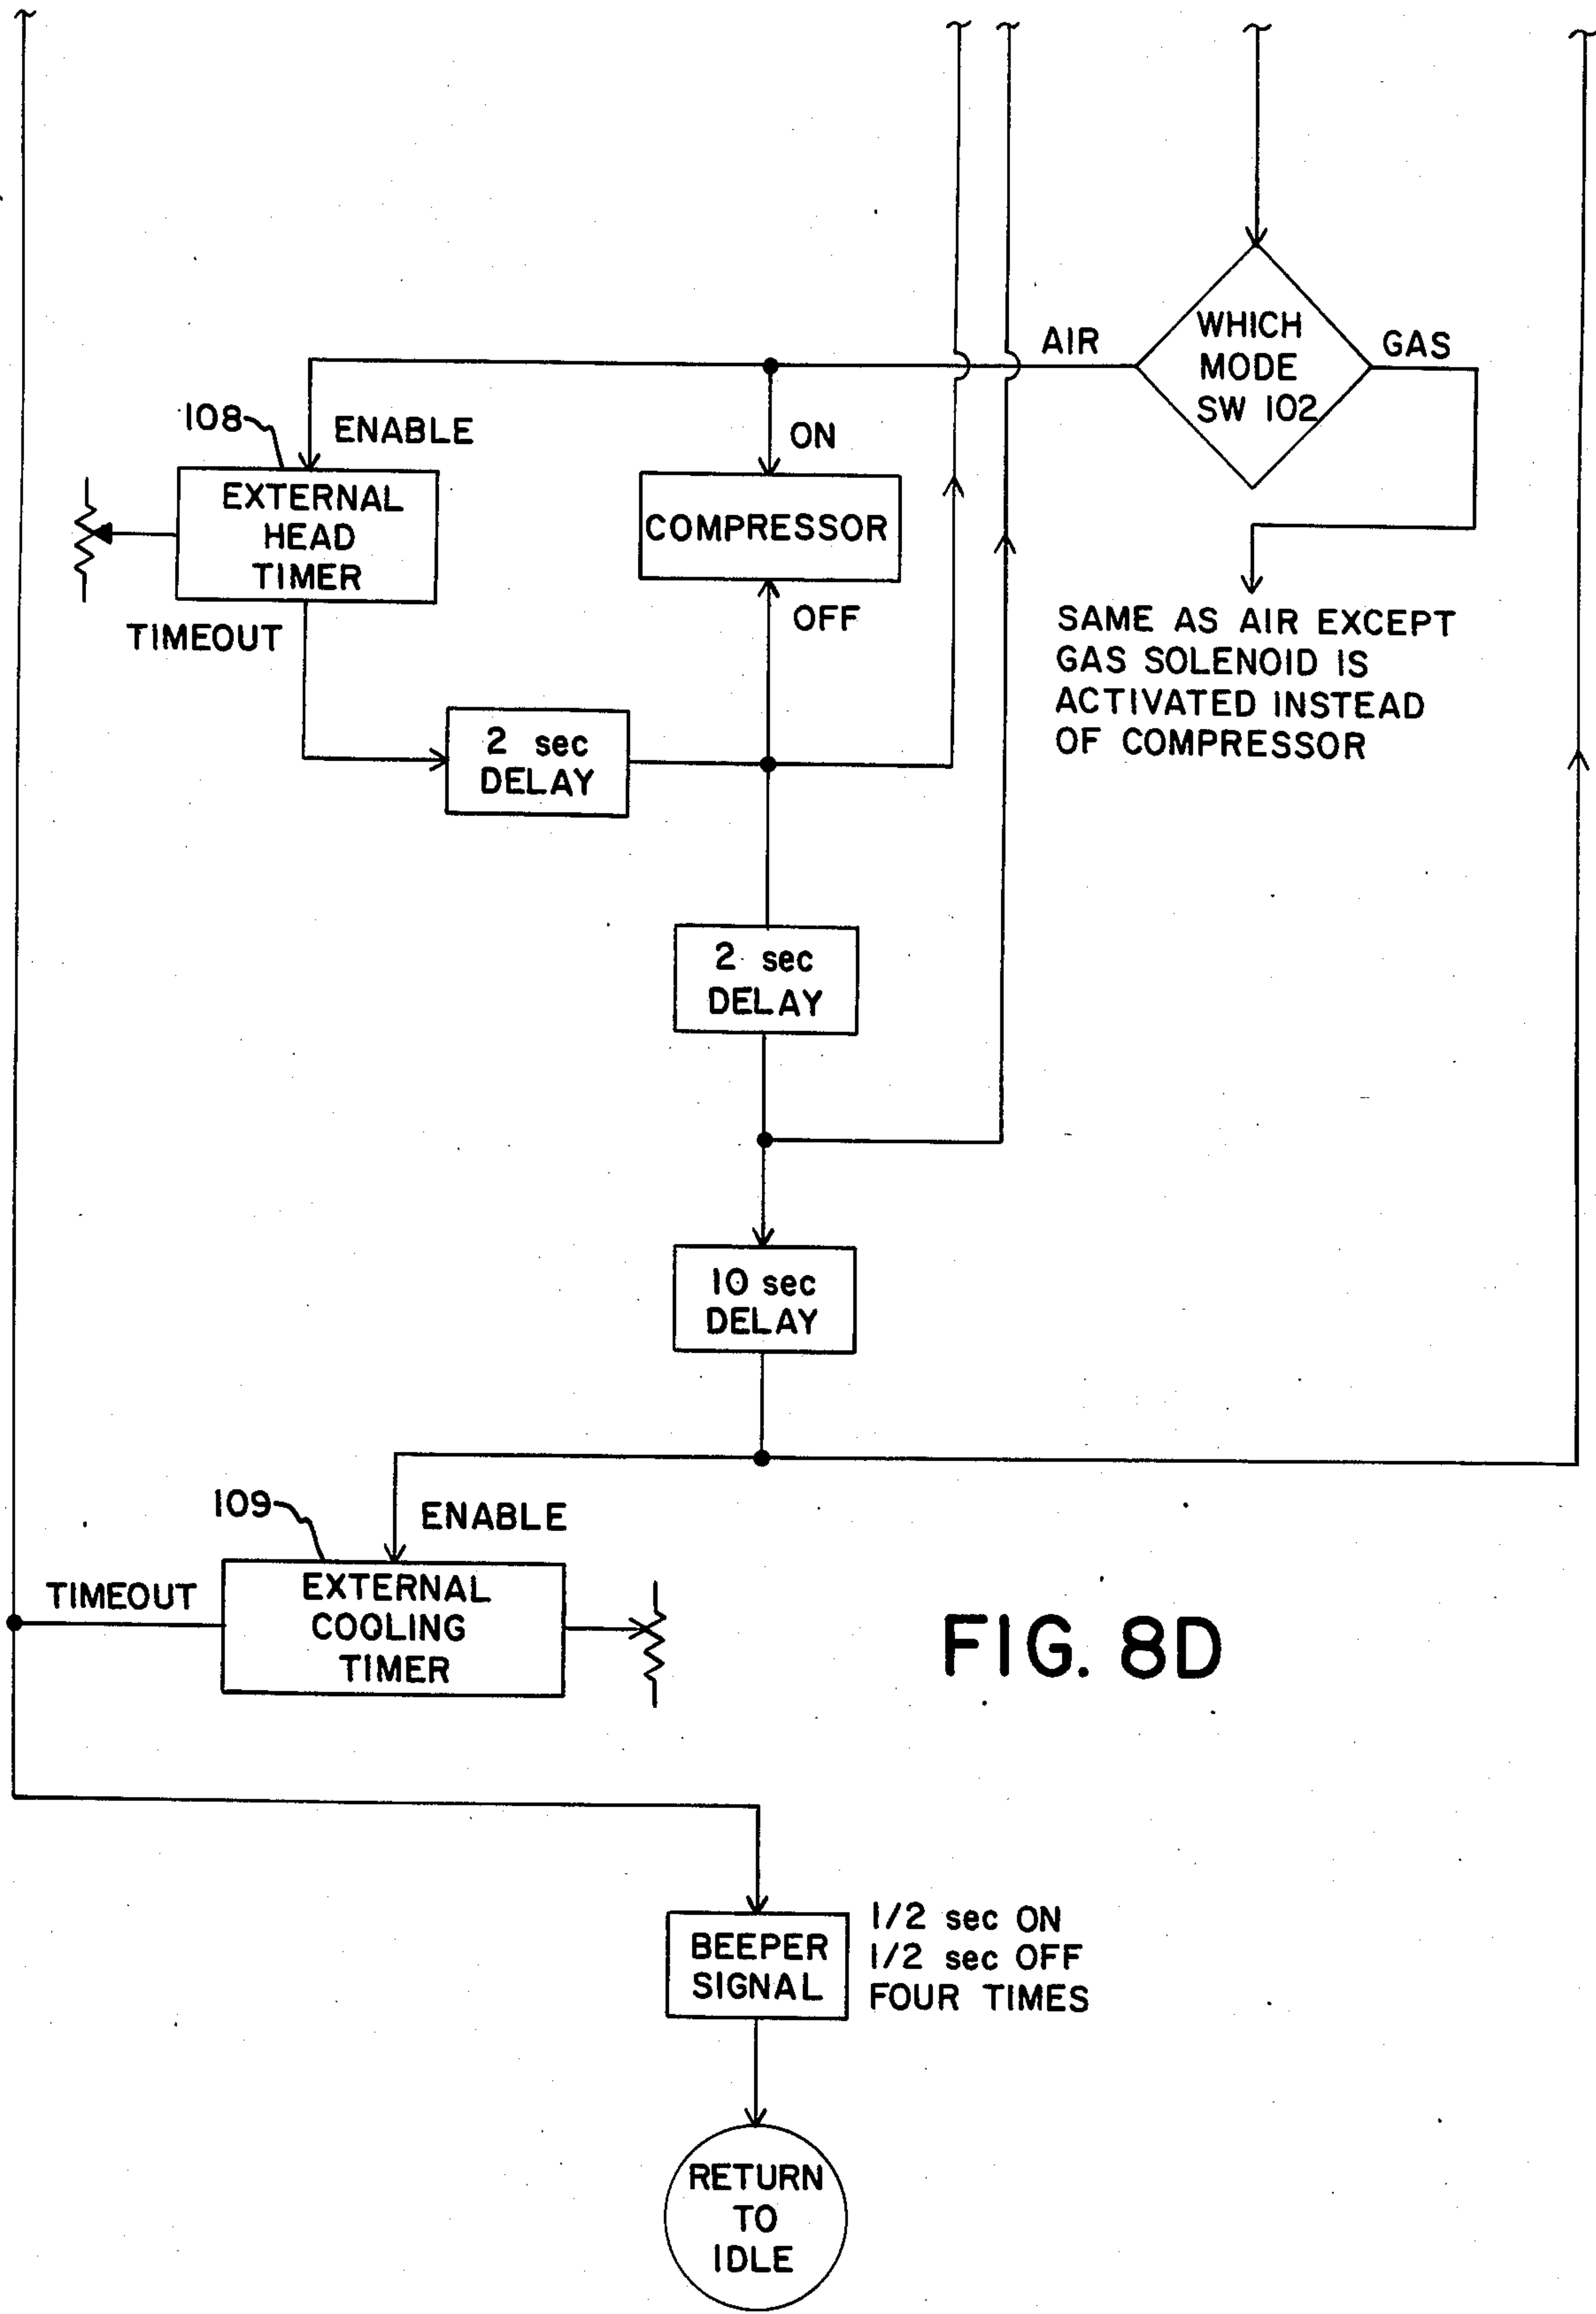 WHICH
MODE
SW 102
AIR
GAS
108
ENABLE
ON
EXTERNAL
HEAD
TIMER
COMPRESSOR
TIMEOUT
OFF
SAME AS AIR EXCEPT
GAS SOLENOID IS
ACTIVATED INSTEAD
OF COMPRESSOR
2 sec
DELAY
2 sec
DELAY
10 sec
DELAY
109
ENABLE
TIMEOUT
EXTERNAL
COOLING
TIMER
FIG. 8D
BEEPER
SIGNAL
1/2 sec ON
1/2 sec OFF
FOUR TIMES
RETURN
TO
IDLE